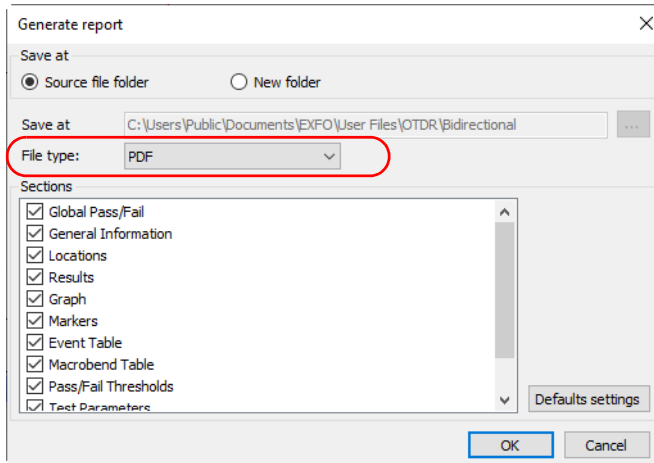 Generate report
Save at
Source file folder New folder
Save at C:\Users\Public\Documents\EXFO\User Files\OTDR\Bidirectional ...
File type: PDF
Sections
Global Pass/Fail
General Information
Locations
Results
Graph
Markers
Event Table
Macrobend Table
Pass/Fail Thresholds
Test Parameters
Defaults settings
OK Cancel